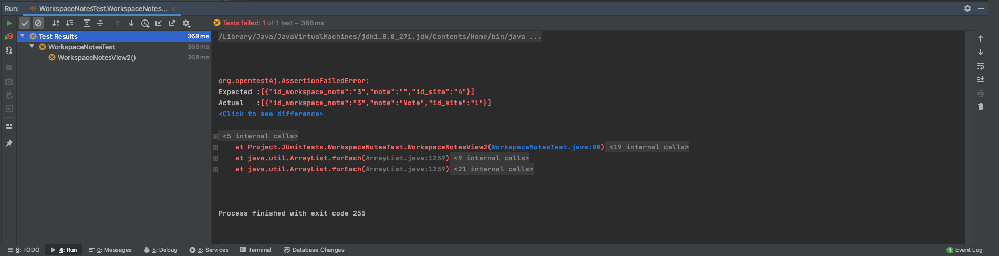 Run: WorkspaceNotesTest.WorkspaceNotes...
Tests failed: 1 of 1 test – 368 ms
Test Results 368 ms
WorkspaceNotesTest 368 ms
WorkspaceNotesView2() 368 ms
/Library/Java/JavaVirtualMachines/jdk1.8.0_271.jdk/Contents/Home/bin/java ...
org.opentest4j.AssertionFailedError:
Expected :[{"id_workspace_note":"3","note":"","id_site":"4"}]
Actual   :[{"id_workspace_note":"3","note":"Note","id_site":"1"}]
<Click to see difference>
<5 internal calls>
at Project.JUnitTests.WorkspaceNotesTest.WorkspaceNotesView2(WorkspaceNotesTest.java:80) <19 internal calls>
at java.util.ArrayList.forEach(ArrayList.java:1259) <9 internal calls>
at java.util.ArrayList.forEach(ArrayList.java:1259) <21 internal calls>
Process finished with exit code 255
6: TODO 4: Run 0: Messages 5: Debug 8: Services Terminal Database Changes 1 Event Log